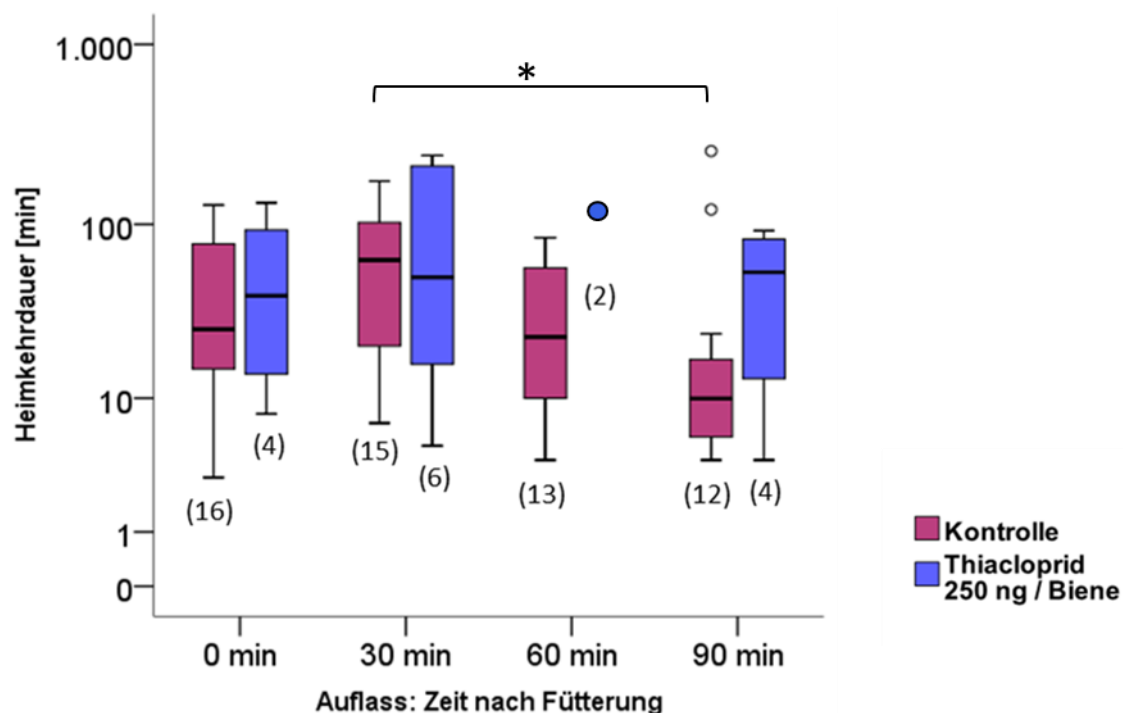 1.000
*
100
10
1
0
Heimkehrdauer [min]
(16)
(4)
(15)
(6)
(13)
(2)
(12)
(4)
0 min
30 min
60 min
90 min
Auflass: Zeit nach Fütterung
Kontrolle
Thiacloprid
250 ng / Biene